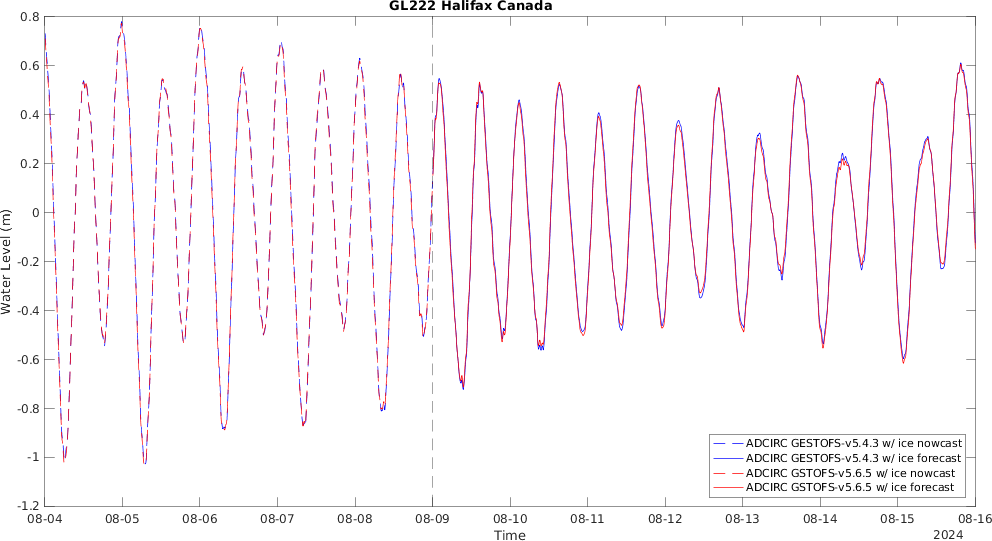 GL222 Halifax Canada
0.8
0.6
0.4
0.2
0
-0.2
-0.4
-0.6
-0.8
-1
-1.2
Water Level (m)
ADCIRC GESTOFS-v5.4.3 w/ ice nowcast
ADCIRC GESTOFS-v5.4.3 w/ ice forecast
ADCIRC GSTOFS-v5.6.5 w/ ice nowcast
ADCIRC GSTOFS-v5.6.5 w/ ice forecast
08-04 08-05 08-06 08-07 08-08 08-09 08-10 08-11 08-12 08-13 08-14 08-15 08-16
Time
2024